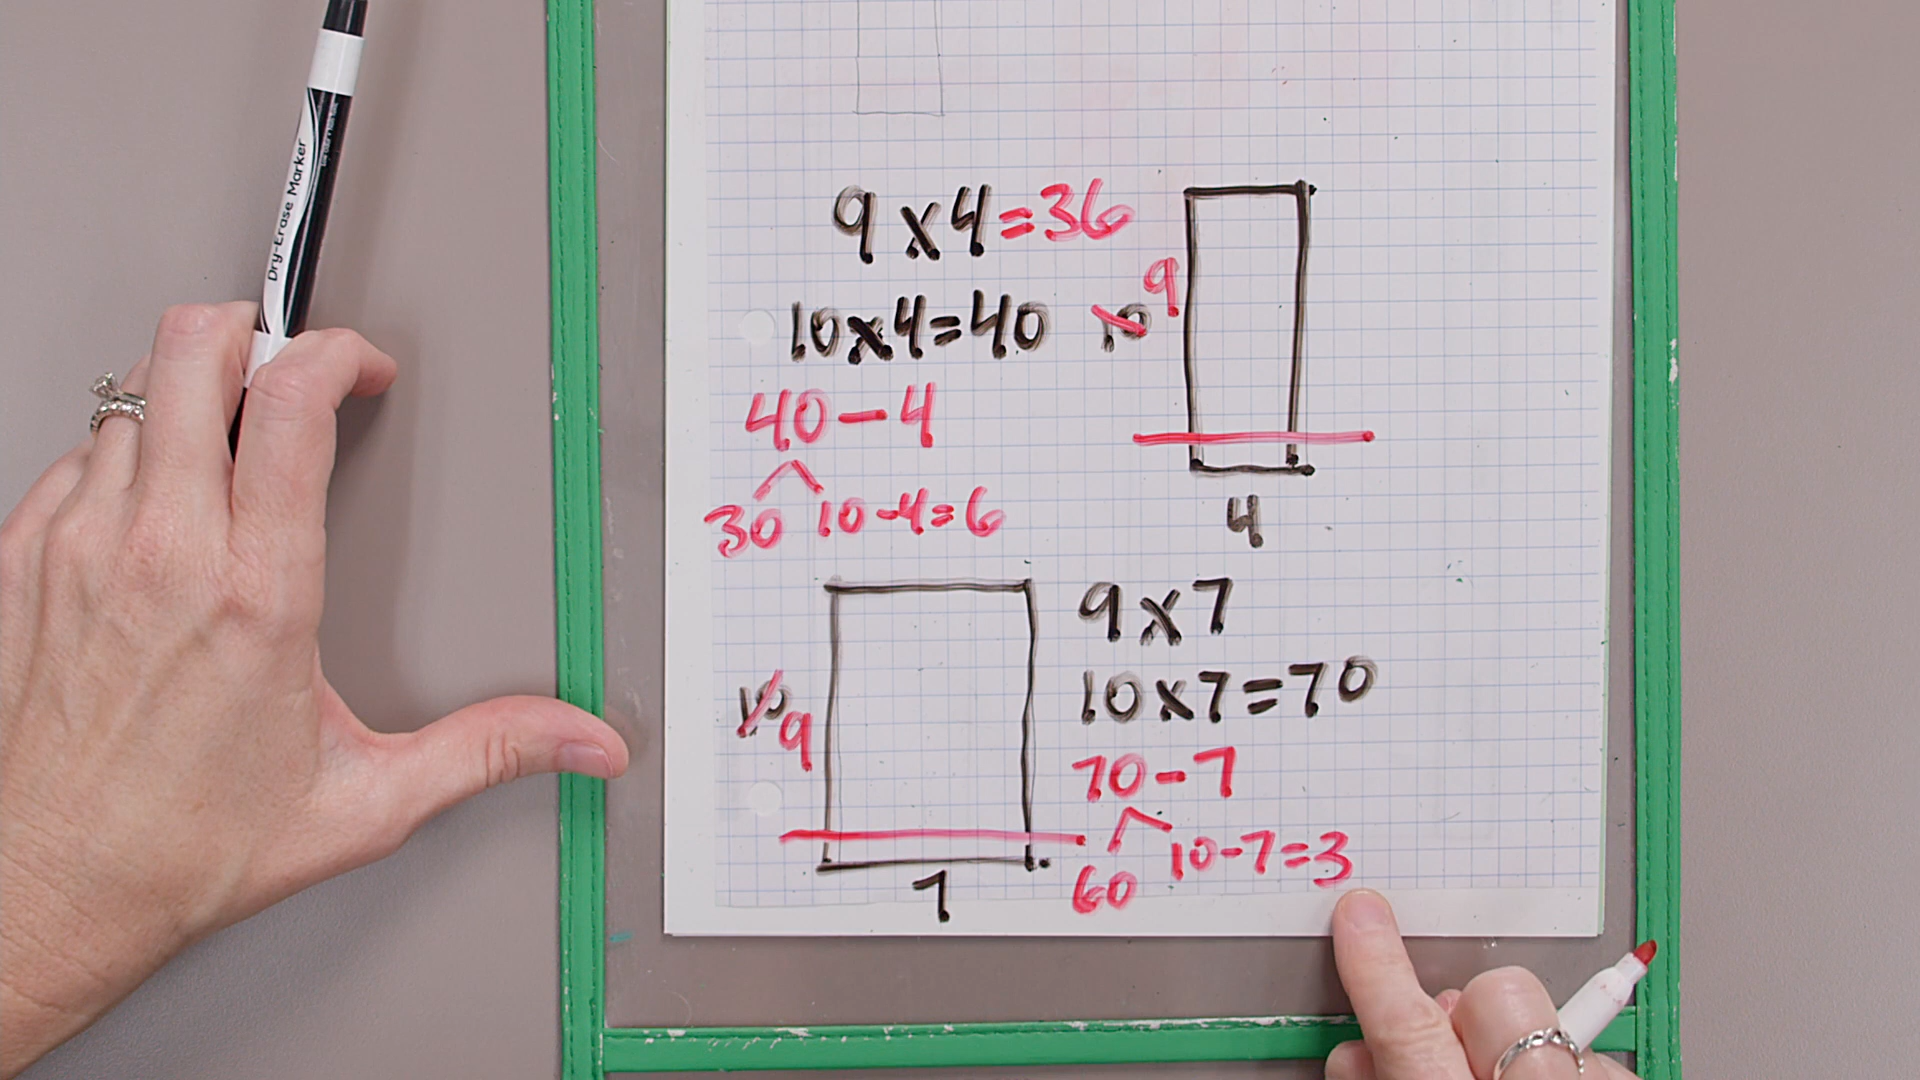 Dry-Erase Marker
9 x 4 = 36
10 x 4 = 40
10 9
40 - 4
30 10 - 4 = 6
4
9 x 7
10 x 7 = 70
10 9
70 - 7
60 10 - 7 = 3
7